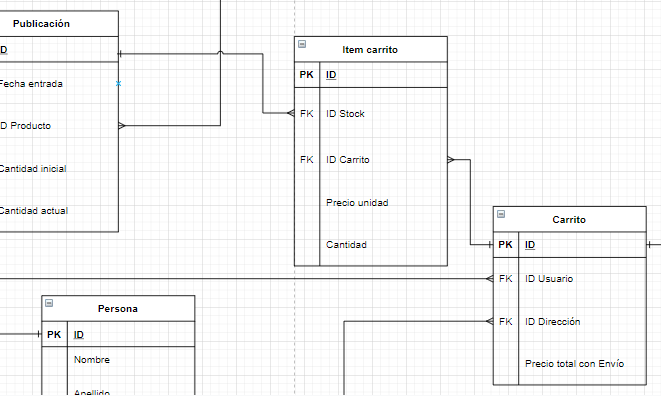 Publicación
ID
Fecha entrada
ID Producto
Cantidad inicial
Cantidad actual
Item carrito
PK ID
FK ID Stock
FK ID Carrito
Precio unidad
Cantidad
Carrito
PK ID
FK ID Usuario
FK ID Dirección
Precio total con Envío
Persona
PK ID
Nombre
Apellido